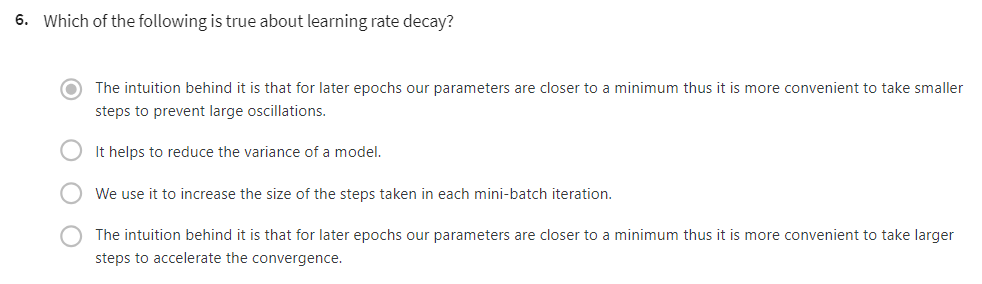 6. Which of the following is true about learning rate decay?
The intuition behind it is that for later epochs our parameters are closer to a minimum thus it is more convenient to take smaller
steps to prevent large oscillations.
It helps to reduce the variance of a model.
We use it to increase the size of the steps taken in each mini-batch iteration.
The intuition behind it is that for later epochs our parameters are closer to a minimum thus it is more convenient to take larger
steps to accelerate the convergence.